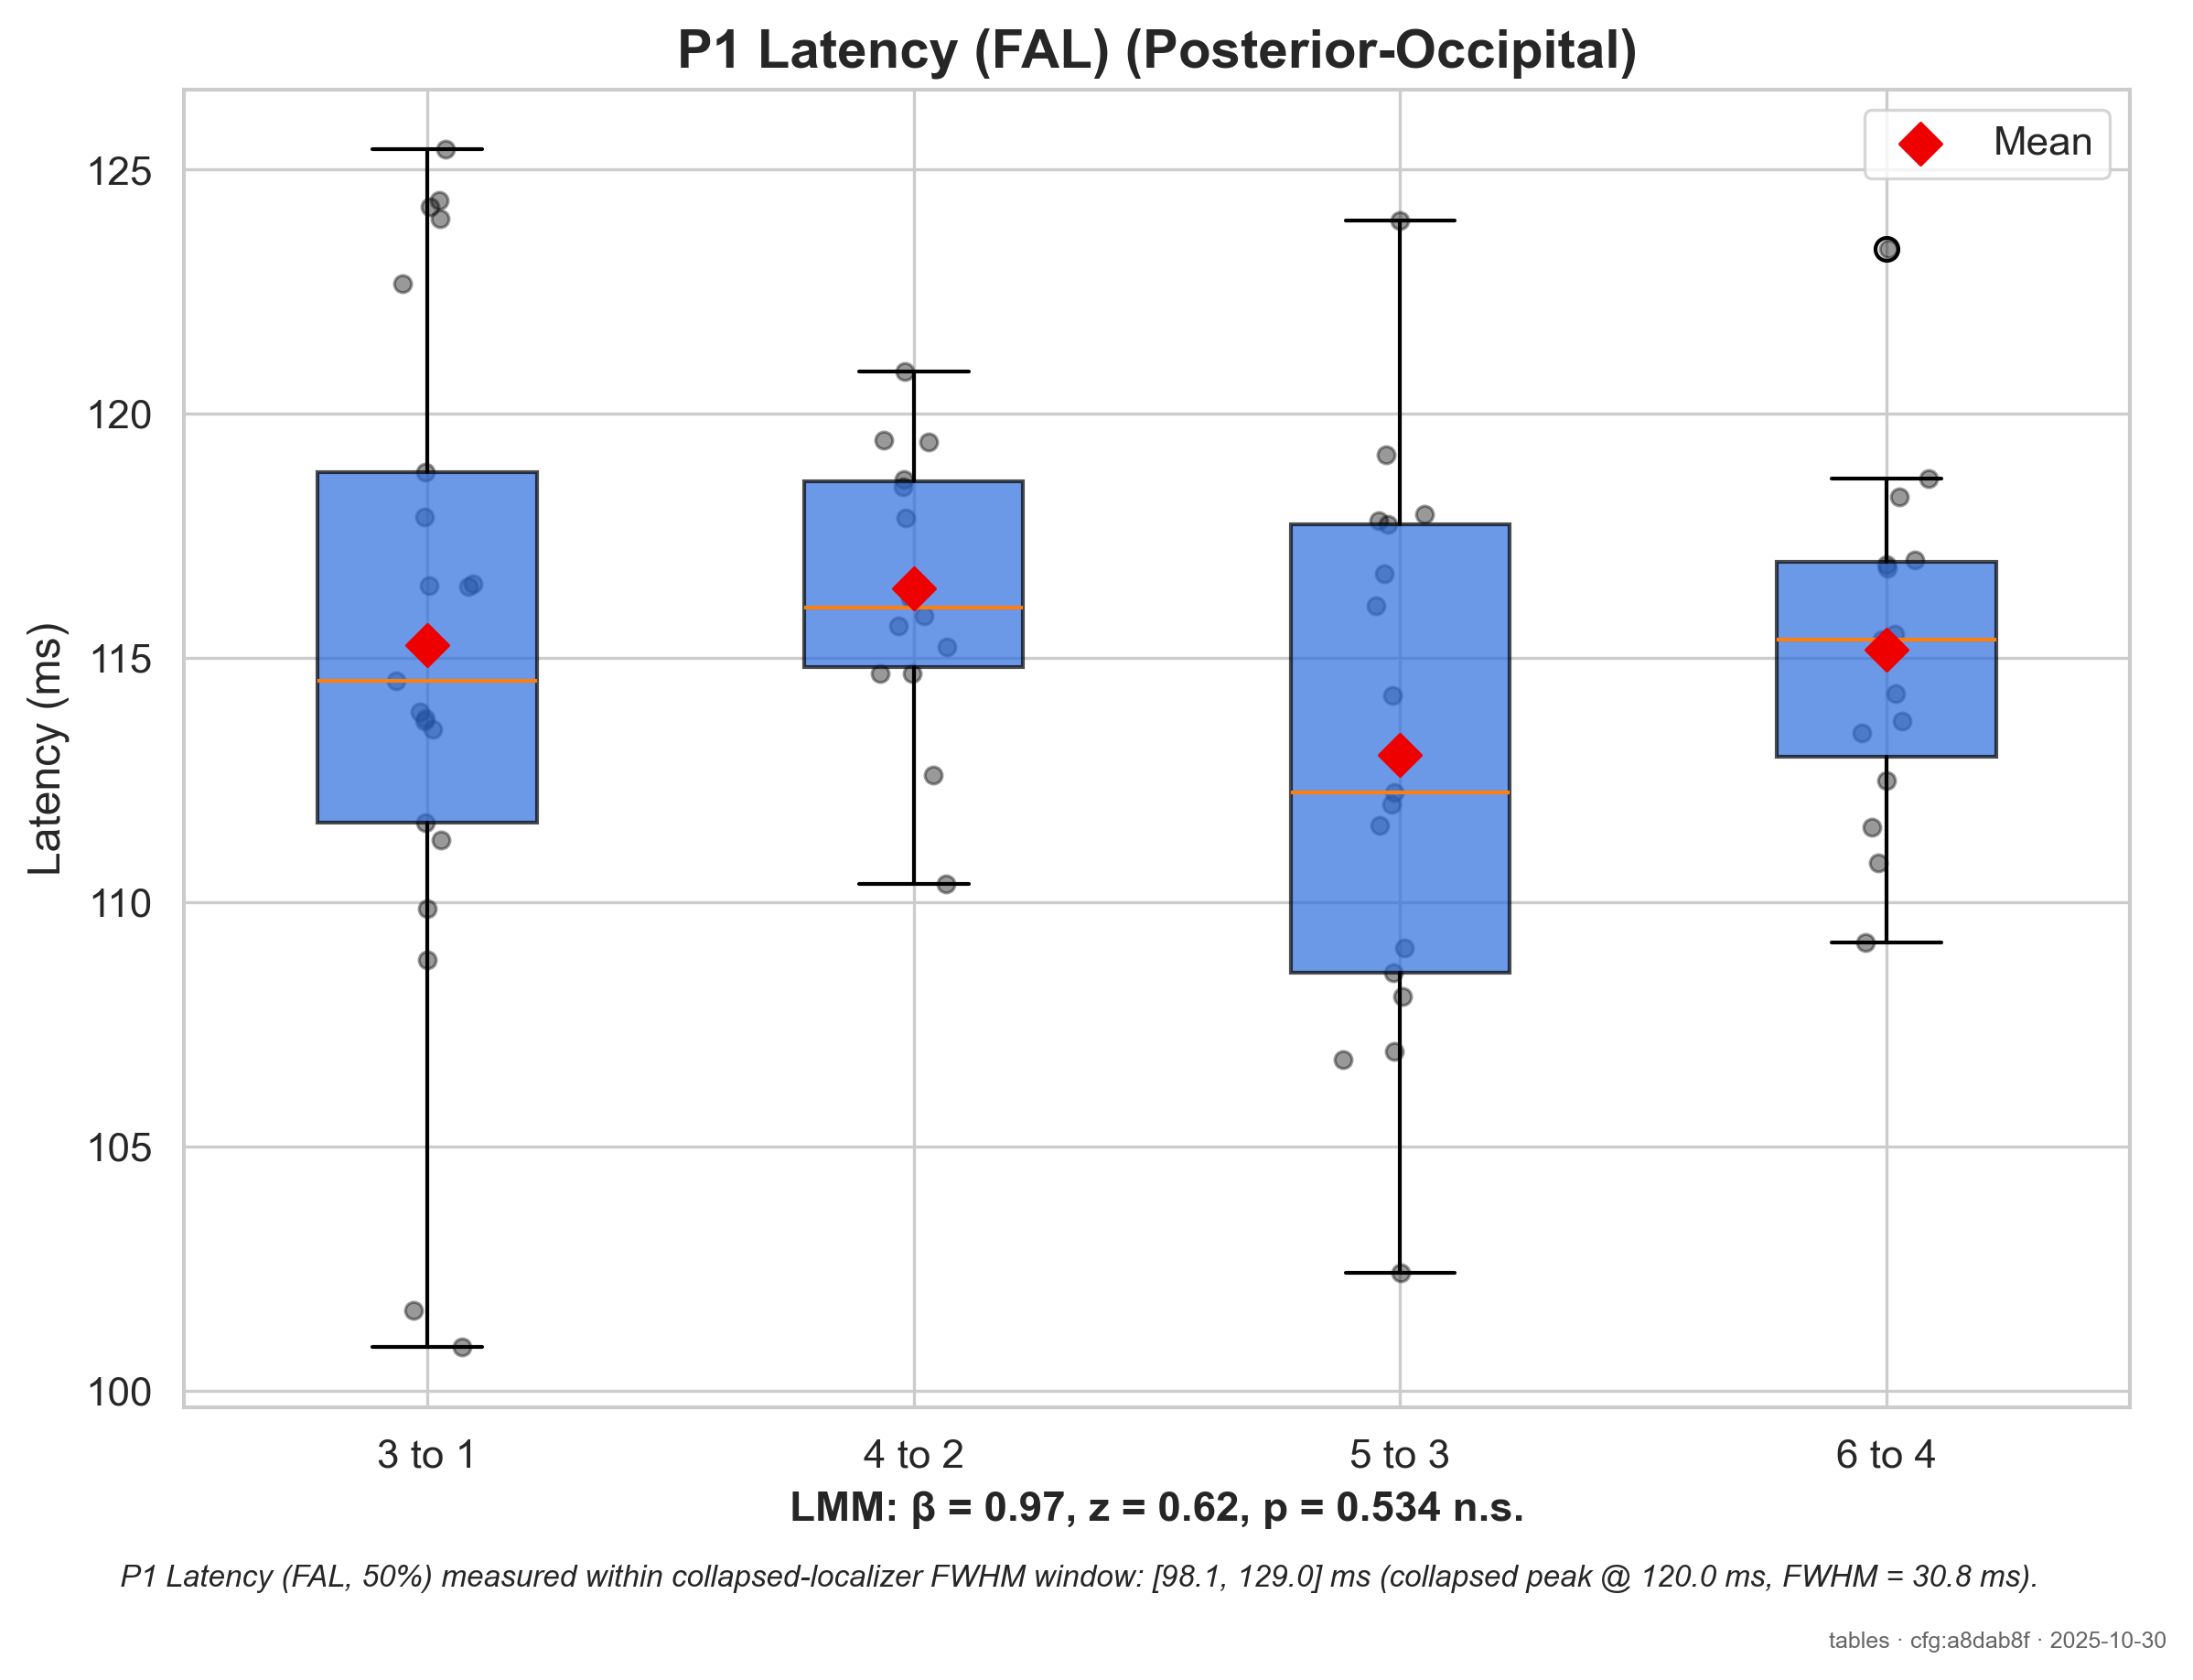 P1 Latency (FAL) (Posterior-Occipital)
Mean
125
120
115
110
105
100
Latency (ms)
3 to 1
4 to 2
5 to 3
6 to 4
LMM: β = 0.97, z = 0.62, p = 0.534 n.s.
P1 Latency (FAL, 50%) measured within collapsed-localizer FWHM window: [98.1, 129.0] ms (collapsed peak @ 120.0 ms, FWHM = 30.8 ms).
tables · cfg:a8dab8f · 2025-10-30